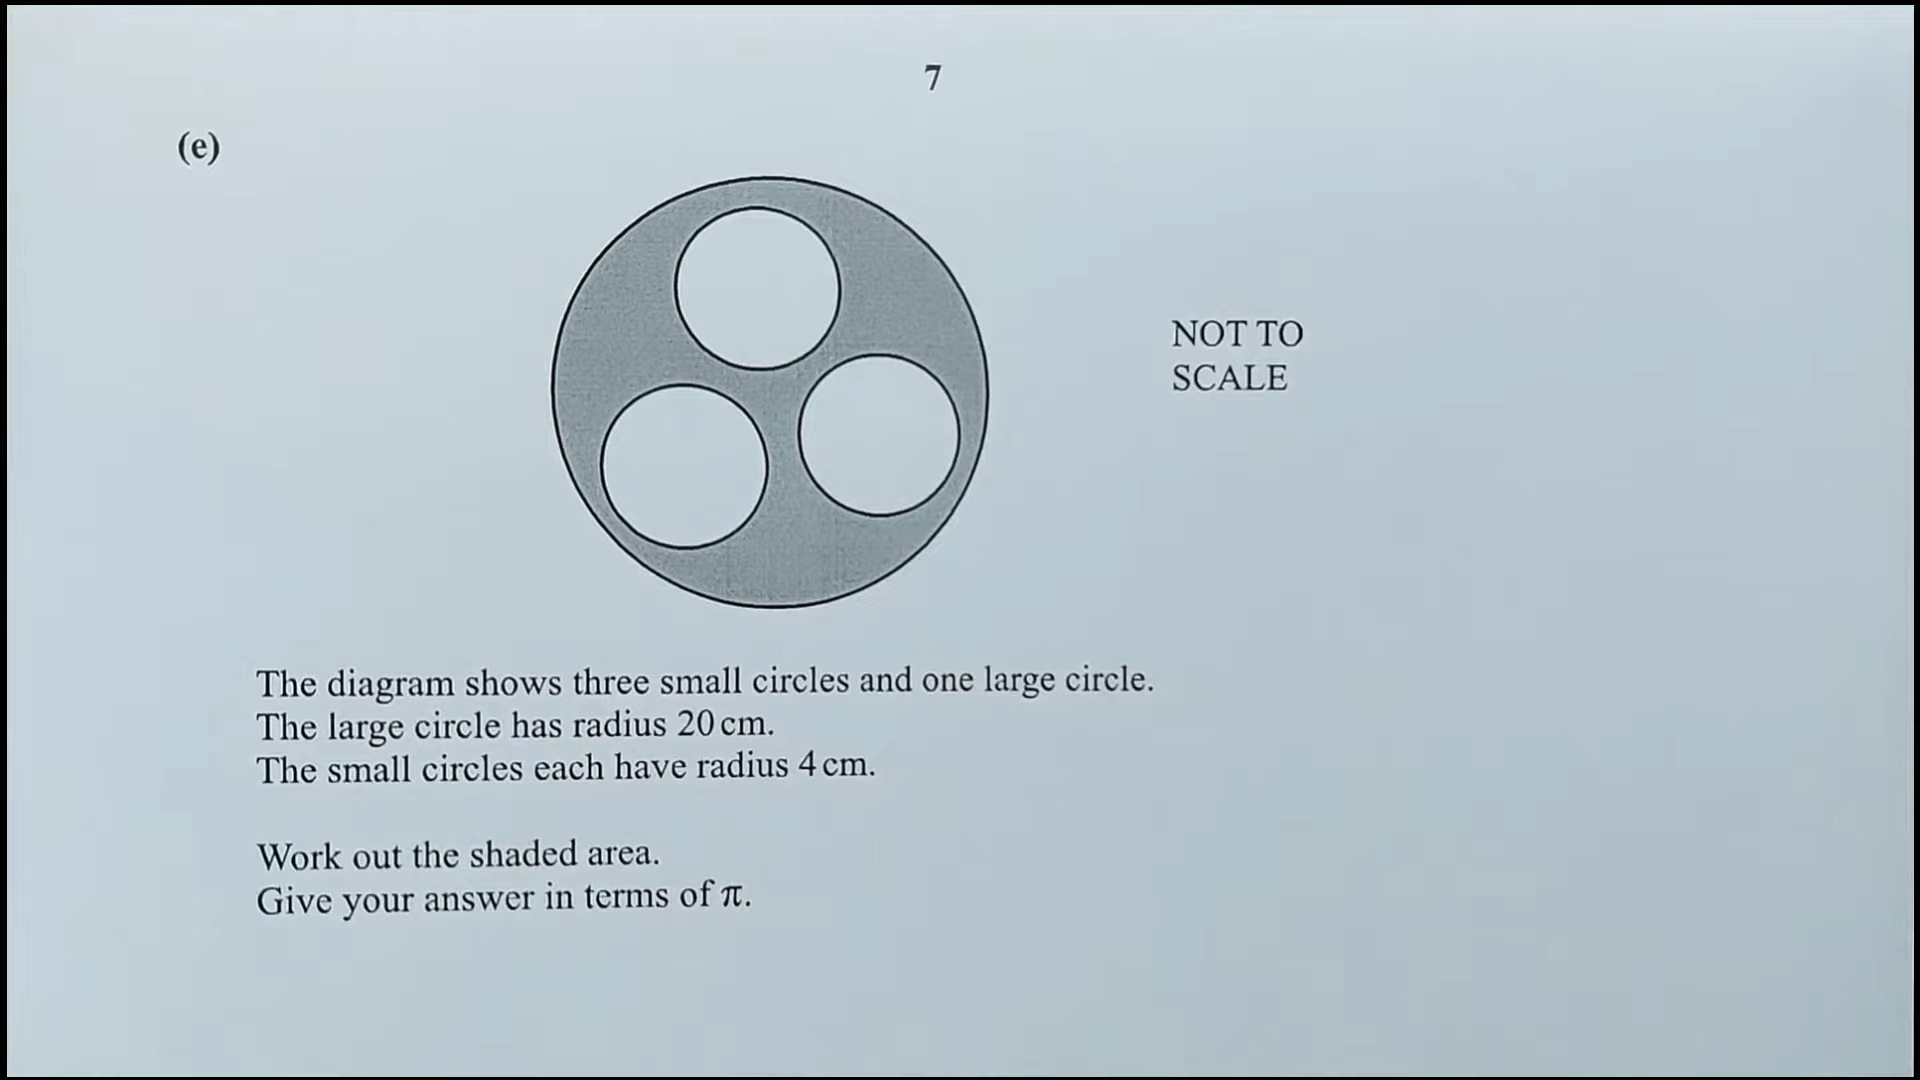 7
(e)
NOT TO
SCALE
The diagram shows three small circles and one large circle.
The large circle has radius 20 cm.
The small circles each have radius 4 cm.
Work out the shaded area.
Give your answer in terms of π.